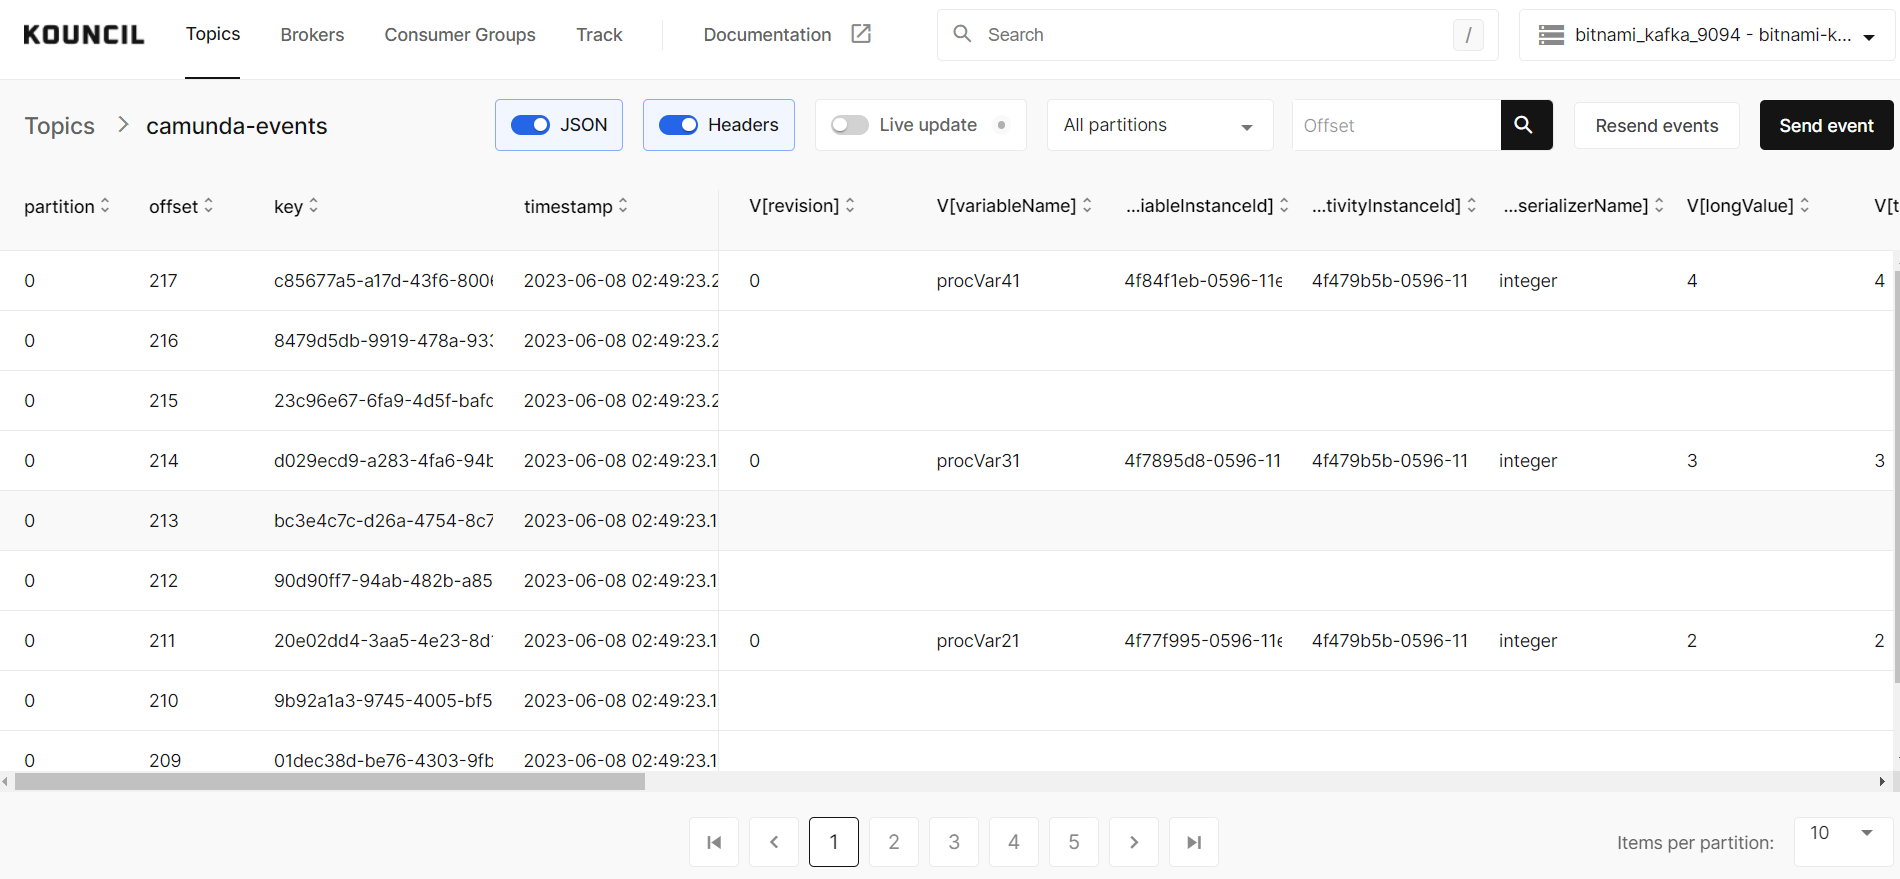 KOUNCIL Topics Brokers Consumer Groups Track Documentation Search / bitnami_kafka_9094 - bitnami-k...
Topics > camunda-events JSON Headers Live update All partitions Offset Resend events Send event
partition offset key timestamp V[revision] V[variableName] ...iableInstanceId] ...tivityInstanceId] ...serializerName] V[longValue] V[t
0 217 c85677a5-a17d-43f6-800 2023-06-08 02:49:23.2 0 procVar41 4f84f1eb-0596-11e 4f479b5b-0596-11 integer 4 4
0 216 8479d5db-9919-478a-933 2023-06-08 02:49:23.2
0 215 23c96e67-6fa9-4d5f-bafc 2023-06-08 02:49:23.2
0 214 d029ecd9-a283-4fa6-94b 2023-06-08 02:49:23.1 0 procVar31 4f7895d8-0596-11 4f479b5b-0596-11 integer 3 3
0 213 bc3e4c7c-d26a-4754-8c7 2023-06-08 02:49:23.1
0 212 90d90ff7-94ab-482b-a85 2023-06-08 02:49:23.1
0 211 20e02dd4-3aa5-4e23-8d 2023-06-08 02:49:23.1 0 procVar21 4f77f995-0596-11e 4f479b5b-0596-11 integer 2 2
0 210 9b92a1a3-9745-4005-bf5 2023-06-08 02:49:23.1
0 209 01dec38d-be76-4303-9fb 2023-06-08 02:49:23.1
1 2 3 4 5 Items per partition: 10